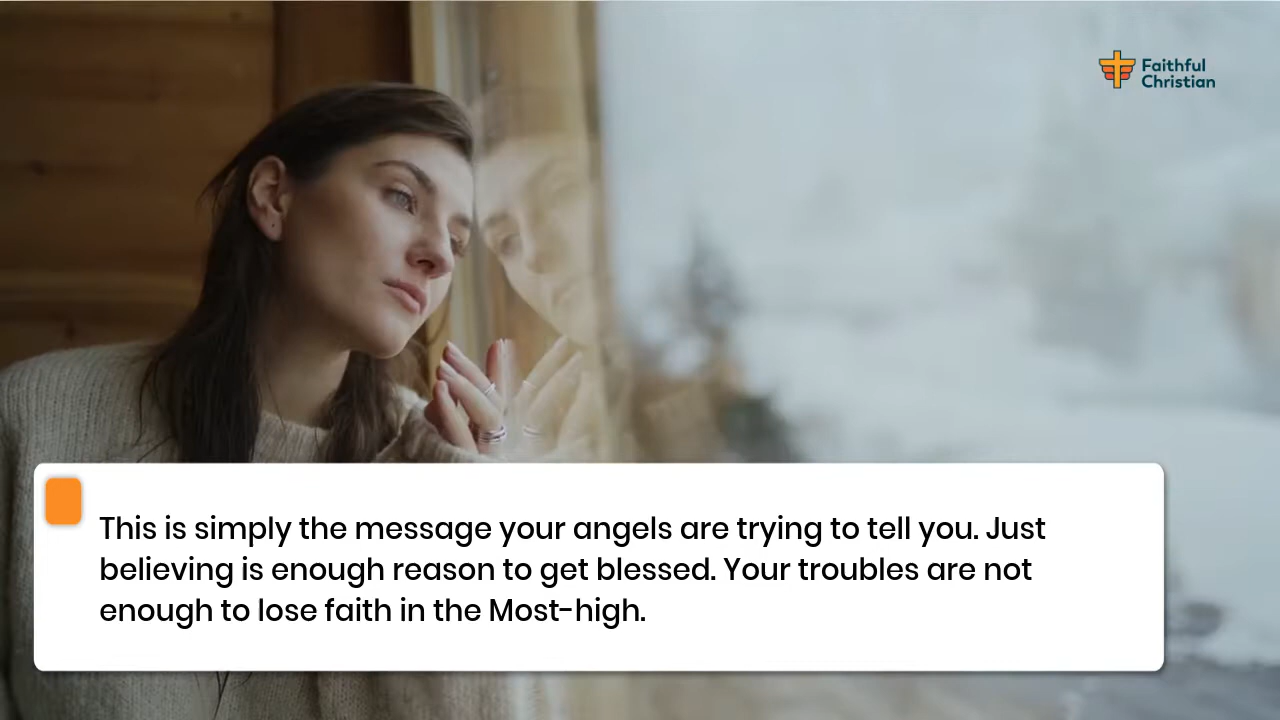 Faithful
Christian
This is simply the message your angels are trying to tell you. Just
believing is enough reason to get blessed. Your troubles are not
enough to lose faith in the Most-high.